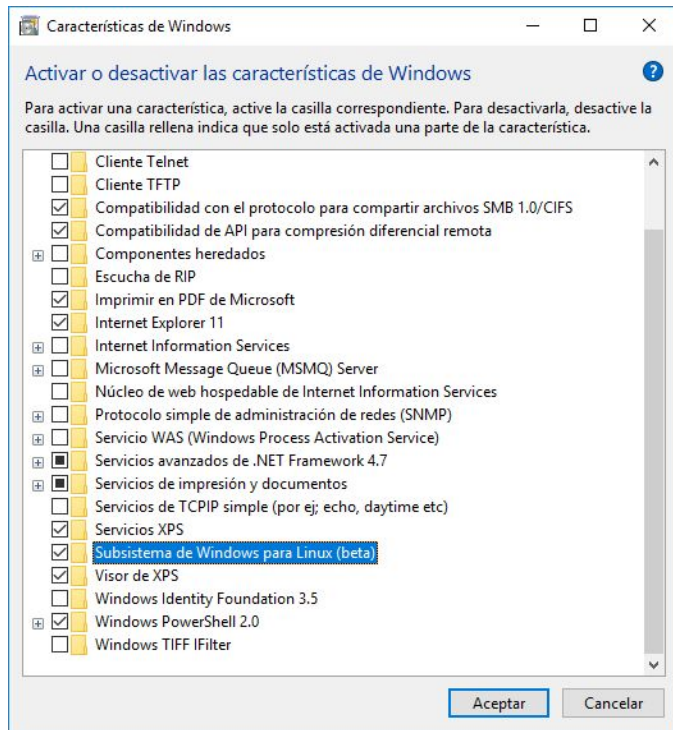 Características de Windows
Activar o desactivar las características de Windows
Para activar una característica, active la casilla correspondiente. Para desactivarla, desactive la
casilla. Una casilla rellena indica que solo está activada una parte de la característica.
Cliente Telnet
Cliente TFTP
Compatibilidad con el protocolo para compartir archivos SMB 1.0/CIFS
Compatibilidad de API para compresión diferencial remota
Componentes heredados
Escucha de RIP
Imprimir en PDF de Microsoft
Internet Explorer 11
Internet Information Services
Microsoft Message Queue (MSMQ) Server
Núcleo de web hospedable de Internet Information Services
Protocolo simple de administración de redes (SNMP)
Servicio WAS (Windows Process Activation Service)
Servicios avanzados de .NET Framework 4.7
Servicios de impresión y documentos
Servicios de TCPIP simple (por ej; echo, daytime etc)
Servicios XPS
Subsistema de Windows para Linux (beta)
Visor de XPS
Windows Identity Foundation 3.5
Windows PowerShell 2.0
Windows TIFF IFilter
Aceptar Cancelar